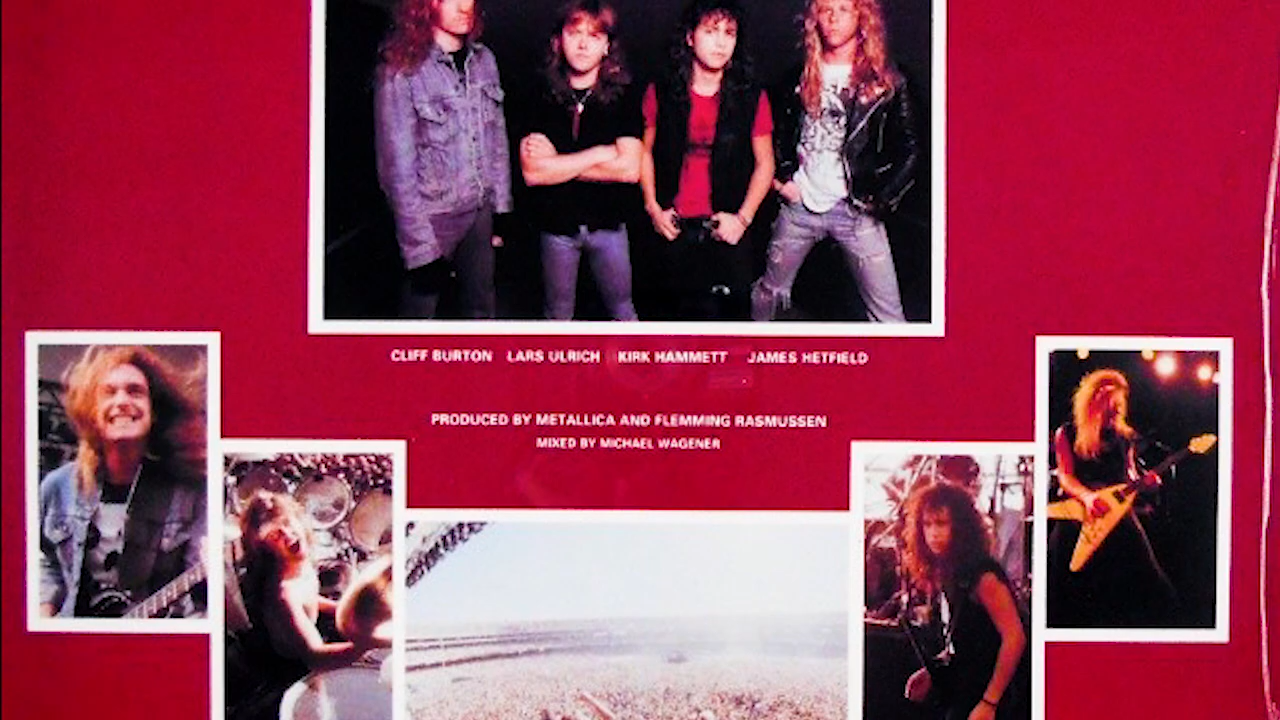 CLIFF BURTON LARS ULRICH KIRK HAMMETT JAMES HETFIELD
PRODUCED BY METALLICA AND FLEMMING RASMUSSEN
MIXED BY MICHAEL WAGENER